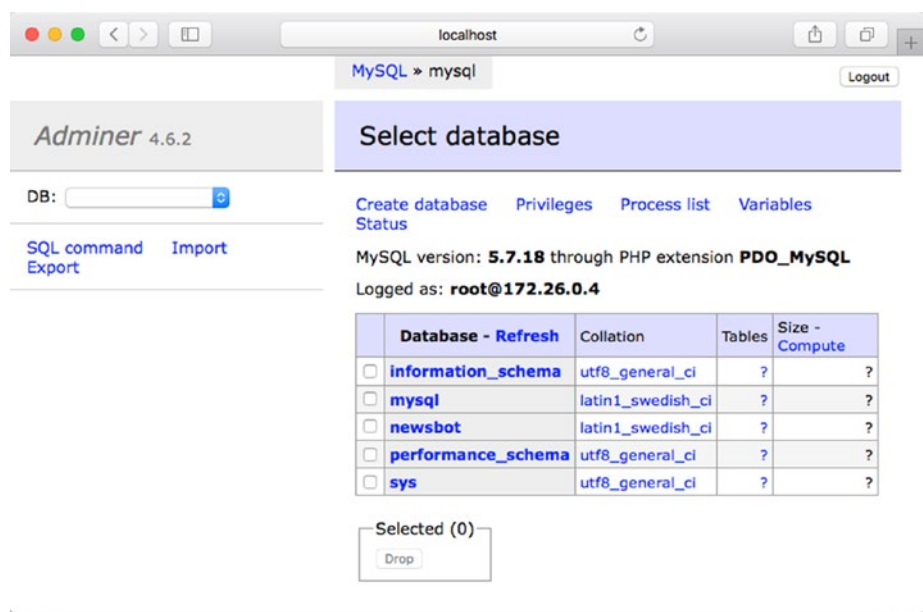 localhost
MySQL » mysql
Logout
Adminer 4.6.2
Select database
DB:
SQL command Import
Export
Create database Privileges Process list Variables
Status
MySQL version: 5.7.18 through PHP extension PDO_MySQL
Logged as: root@172.26.0.4
Database - Refresh Collation Tables Size - Compute
information_schema utf8_general_ci ? ?
mysql latin1_swedish_ci ? ?
newsbot latin1_swedish_ci ? ?
performance_schema utf8_general_ci ? ?
sys utf8_general_ci ? ?
Selected (0)
Drop